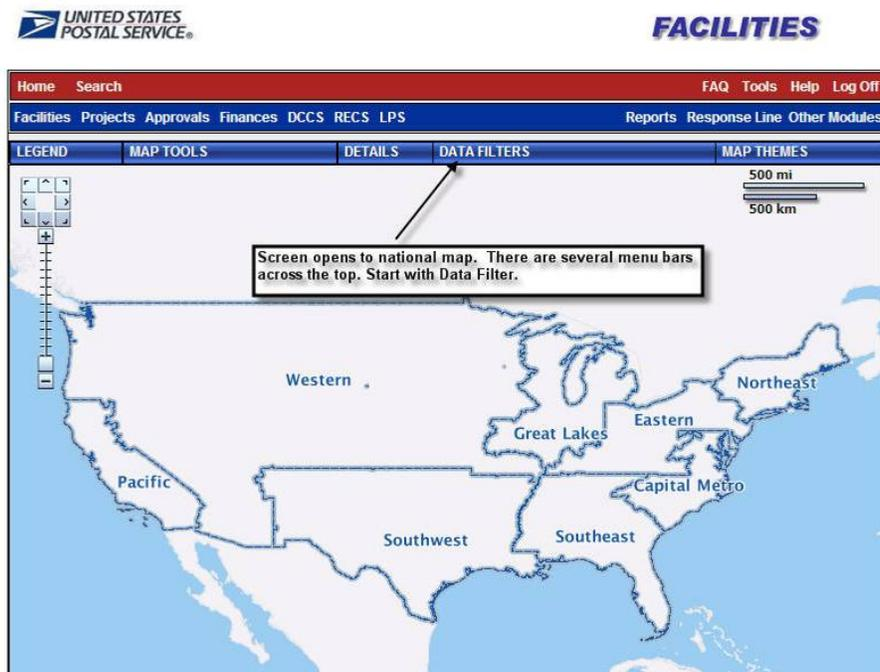 UNITED STATES
POSTAL SERVICE®
FACILITIES
Home Search FAQ Tools Help Log Off
Facilities Projects Approvals Finances DCCS RECS LPS Reports Response Line Other Modules
LEGEND MAP TOOLS DETAILS DATA FILTERS MAP THEMES
500 mi
500 km
Screen opens to national map. There are several menu bars
across the top. Start with Data Filter.
Western
Northeast
Eastern
Great Lakes
Pacific
Capital Metro
Southwest
Southeast